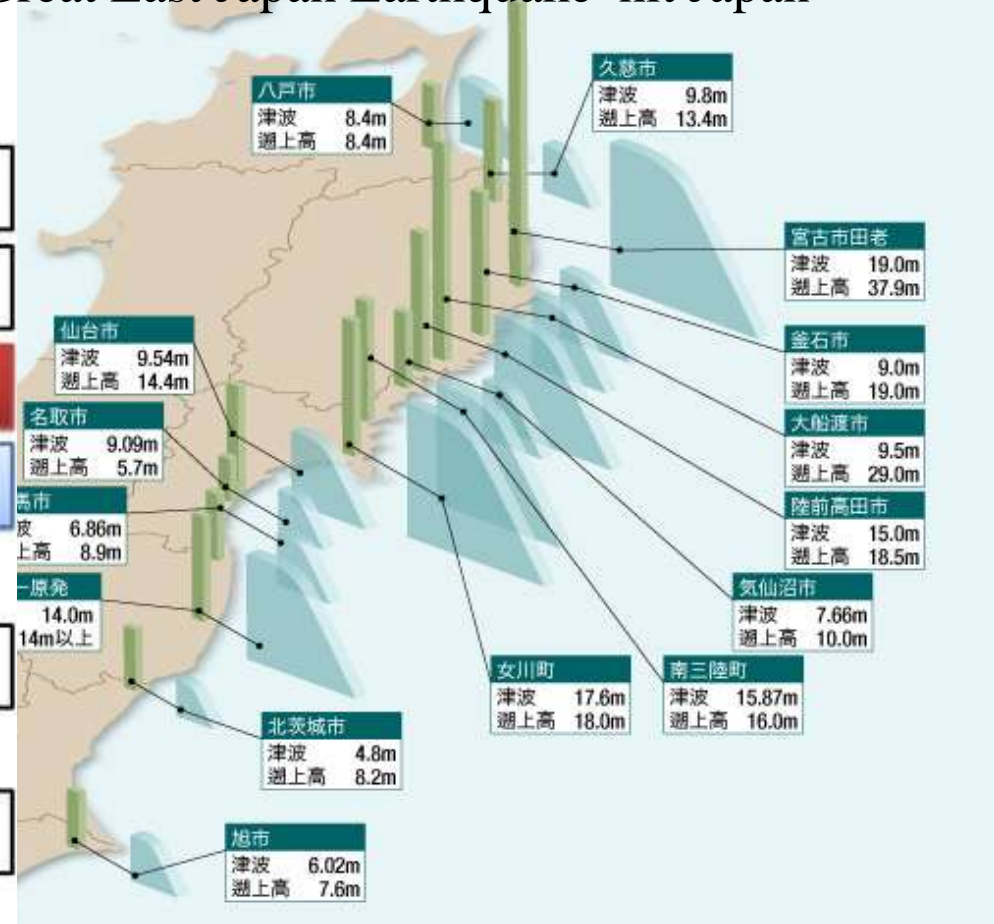 Great East Japan Earthquake hit Japan
久慈市
津波 9.8m
遡上高 13.4m
八戸市
津波 8.4m
遡上高 8.4m
宮古市田老
津波 19.0m
遡上高 37.9m
仙台市
津波 9.54m
遡上高 14.4m
釜石市
津波 9.0m
遡上高 19.0m
名取市
津波 9.09m
遡上高 5.7m
大船渡市
津波 9.5m
遡上高 29.0m
馬市
波 6.86m
上高 8.9m
陸前高田市
津波 15.0m
遡上高 18.5m
一原発
14.0m
14m以上
気仙沼市
津波 7.66m
遡上高 10.0m
女川町
津波 17.6m
遡上高 18.0m
南三陸町
津波 15.87m
遡上高 16.0m
北茨城市
津波 4.8m
遡上高 8.2m
旭市
津波 6.02m
遡上高 7.6m